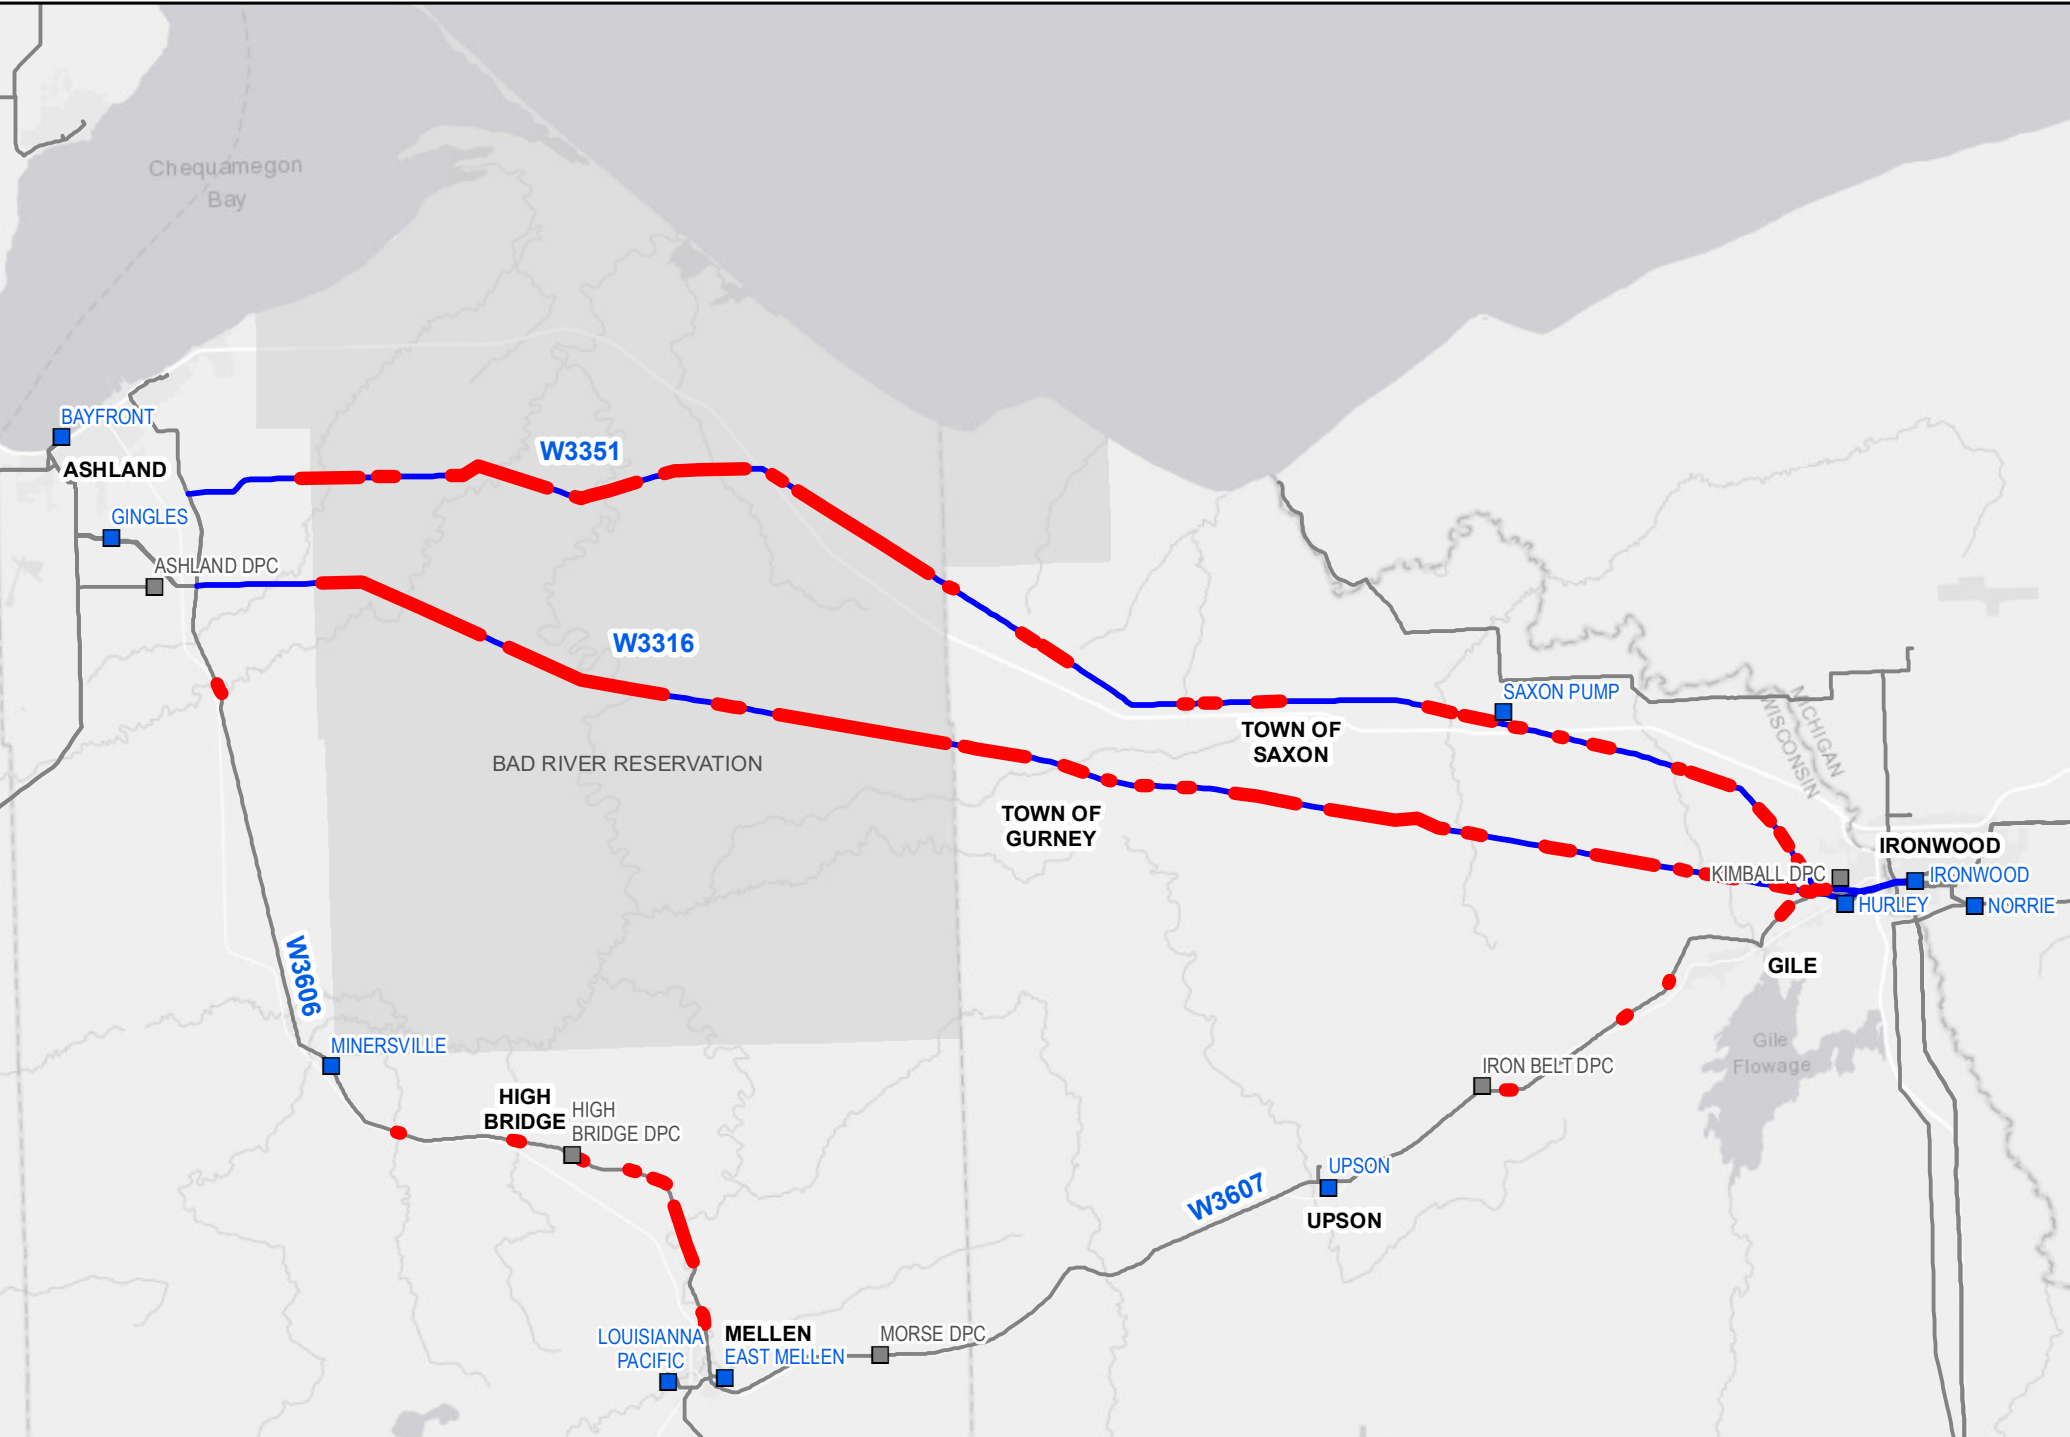 Chequamegon
Bay
BAYFRONT
ASHLAND
W3351
GINGLES
ASHLAND DPC
W3316
BAD RIVER RESERVATION
SAXON PUMP
MICHIGAN
WISCONSIN
TOWN OF
SAXON
TOWN OF
GURNEY
IRONWOOD
KIMBALL DPC
IRONWOOD
HURLEY
NORRIE
GILE
W3606
MINERSVILLE
Gile
Flowage
IRON BELT DPC
HIGH
BRIDGE
HIGH
BRIDGE DPC
UPSON
W3607
UPSON
LOUISIANNA
PACIFIC
MELLEN
EAST MELLEN
MORSE DPC